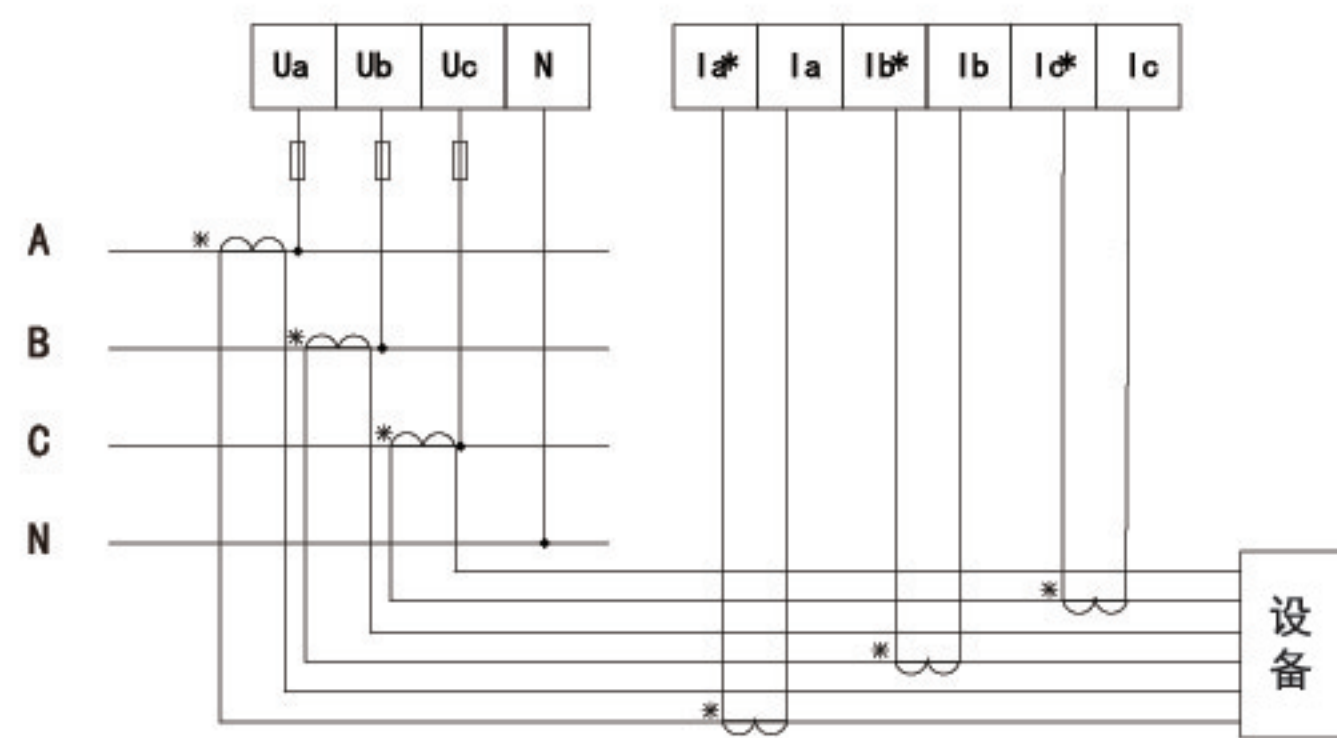 Ua Ub Uc N Ia* Ia Ib* Ib Ic* Ic
A *
B *
C *
N
*
*
*
设备